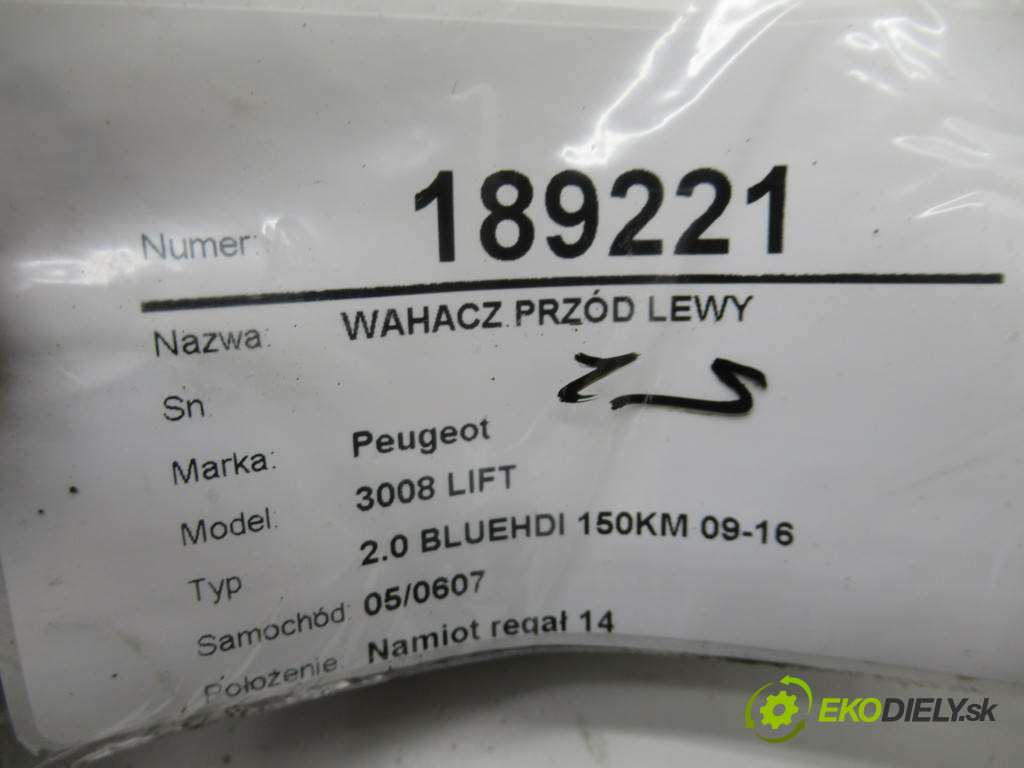 Numer: 189221
Nazwa: WAHACZ PRZÓD LEWY
Sn
Marka: Peugeot
Model: 3008 LIFT
Typ 2.0 BLUEHDI 150KM 09-16
Samochód: 05/0607
Położenie: Namiot regał 14
EKODIELY.sk